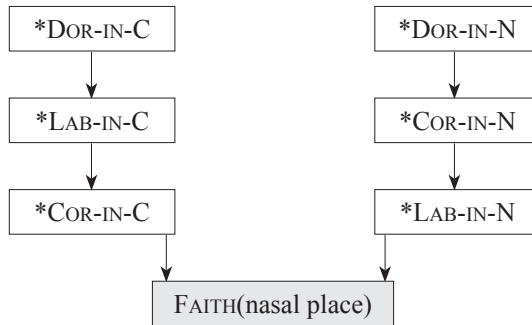 *DOR-IN-C
*DOR-IN-N
*LAB-IN-C
*COR-IN-N
*COR-IN-C
*LAB-IN-N
FAITH(nasal place)